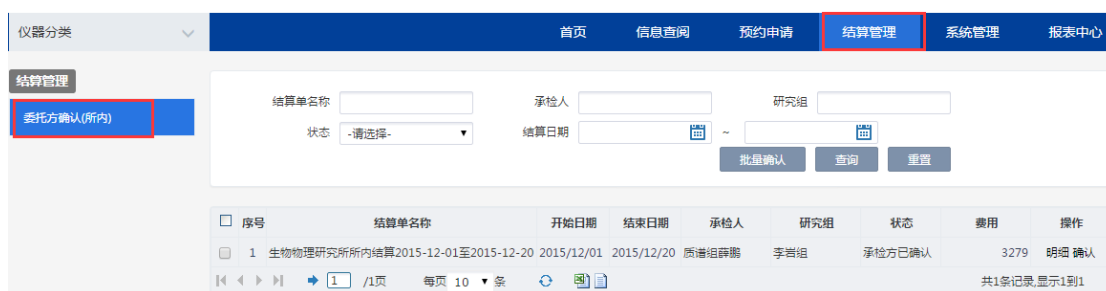 仪器分类 首页 信息查阅 预约申请 结算管理 系统管理 报表中心
结算管理
委托方确认(所内)
结算单名称 承检人 研究组
状态 -请选择- 结算日期 ~
批量确认 查询 重置
序号 结算单名称 开始日期 结束日期 承检人 研究组 状态 费用 操作
1 生物物理研究所所内结算2015-12-01至2015-12-20 2015/12/01 2015/12/20 质谱组薛鹏 李岩组 承检方已确认 3279 明细 确认
1 /1页 每页 10 条 共1条记录,显示1到1